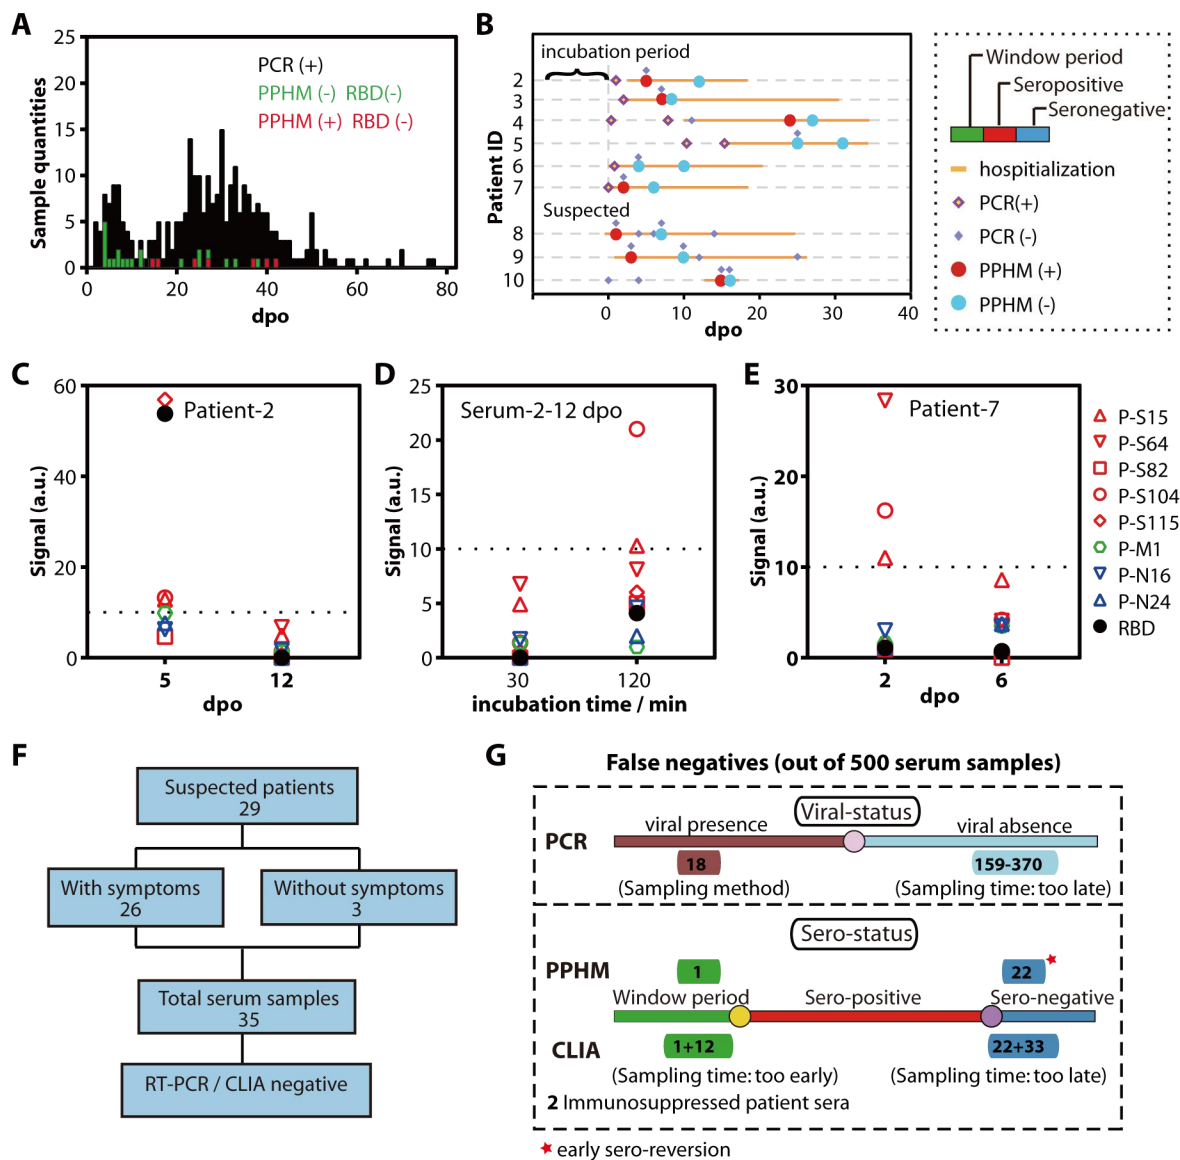 A
25
20
15
10
5
0
Sample quantities
PCR (+)
PPHM (-) RBD(-)
PPHM (+) RBD (-)
0 20 40 60 80
dpo
B
incubation period
2
3
4
5
6
7
Suspected
8
9
10
Patient ID
0 10 20 30 40
dpo
Window period
Seropositive
Seronegative
hospitialization
PCR(+)
PCR (-)
PPHM (+)
PPHM (-)
C
60
40
20
0
Signal (a.u.)
Patient-2
5 12
dpo
D
25
20
15
10
5
0
Signal (a.u.)
Serum-2-12 dpo
30 120
incubation time / min
E
30
20
10
0
Signal (a.u.)
Patient-7
2 6
dpo
P-S15
P-S64
P-S82
P-S104
P-S115
P-M1
P-N16
P-N24
RBD
F
Suspected patients
29
With symptoms
26
Without symptoms
3
Total serum samples
35
RT-PCR / CLIA negative
G
False negatives (out of 500 serum samples)
Viral-status
viral presence viral absence
PCR
18 159-370
(Sampling method) (Sampling time: too late)
Sero-status
PPHM 1 22
Window period Sero-positive Sero-negative
CLIA 1+12 22+33
(Sampling time: too early) (Sampling time: too late)
2 Immunosuppressed patient sera
early sero-reversion